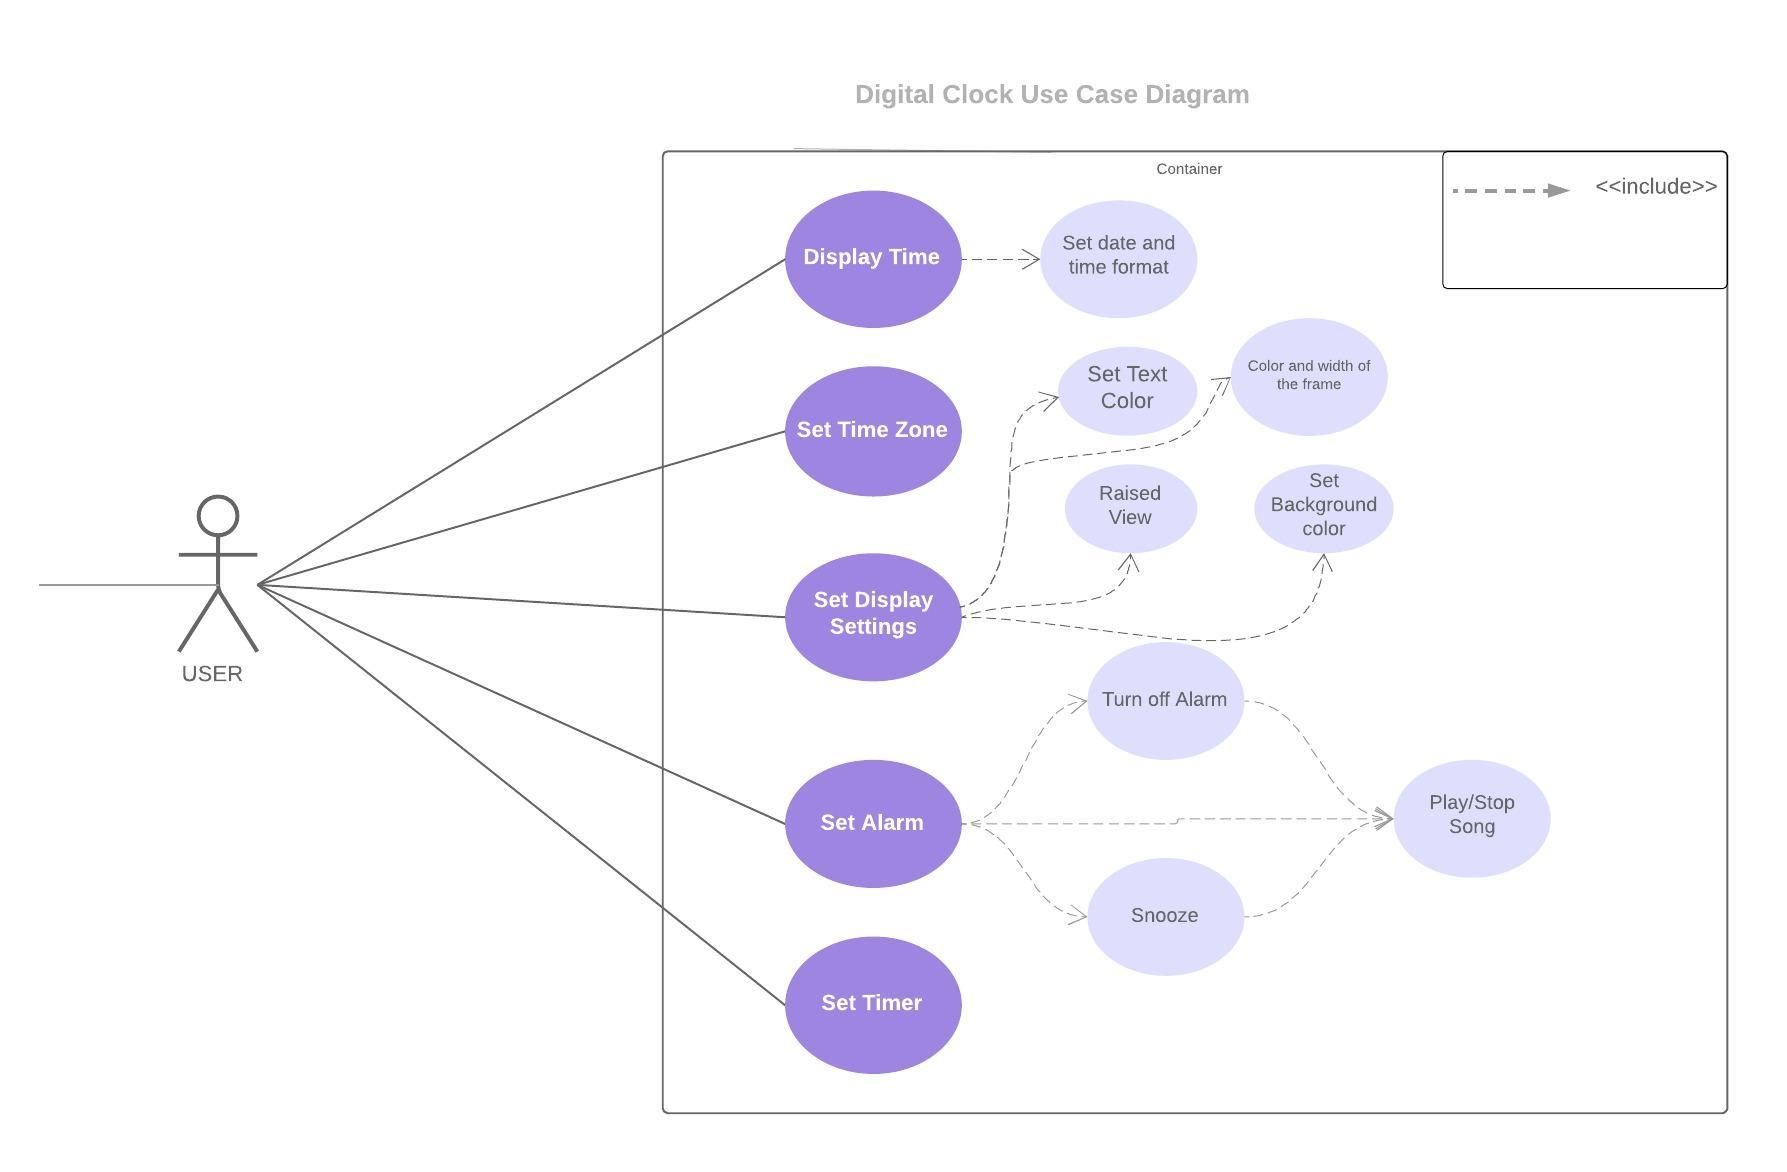 Digital Clock Use Case Diagram
Container
<<include>>
Display Time
Set date and
time format
Set Text
Color
Color and width of
the frame
Set Time Zone
Raised
View
Set
Background
color
Set Display
Settings
USER
Turn off Alarm
Set Alarm
Play/Stop
Song
Snooze
Set Timer